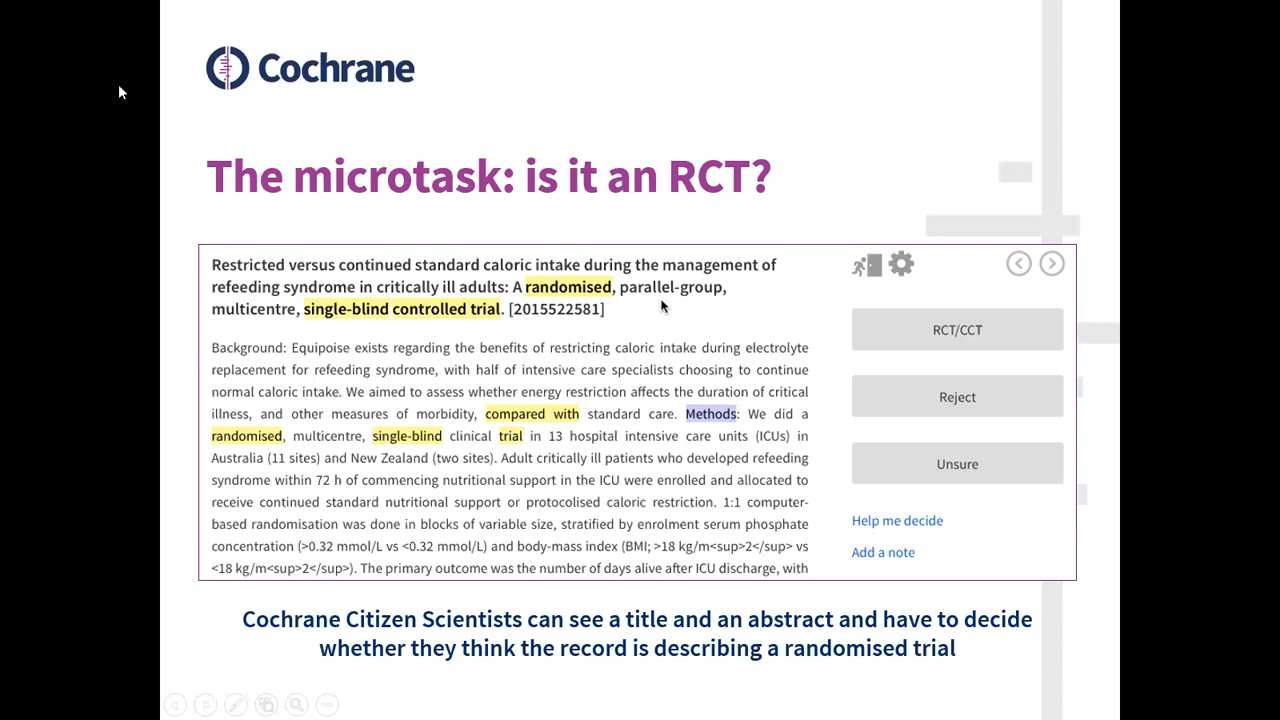 Cochrane
The microtask: is it an RCT?
Restricted versus continued standard caloric intake during the management of
refeeding syndrome in critically ill adults: A randomised, parallel-group,
multicentre, single-blind controlled trial. [2015522581]
Background: Equipoise exists regarding the benefits of restricting caloric intake during electrolyte
replacement for refeeding syndrome, with half of intensive care specialists choosing to continue
normal caloric intake. We aimed to assess whether energy restriction affects the duration of critical
illness, and other measures of morbidity, compared with standard care. Methods: We did a
randomised, multicentre, single-blind clinical trial in 13 hospital intensive care units (ICUs) in
Australia (11 sites) and New Zealand (two sites). Adult critically ill patients who developed refeeding
syndrome within 72 h of commencing nutritional support in the ICU were enrolled and allocated to
receive continued standard nutritional support or protocolised caloric restriction. 1:1 computer-
based randomisation was done in blocks of variable size, stratified by enrolment serum phosphate
concentration (>0.32 mmol/L vs <0.32 mmol/L) and body-mass index (BMI; >18 kg/m<sup>2</sup> vs
<18 kg/m<sup>2</sup>). The primary outcome was the number of days alive after ICU discharge, with
RCT/CCT
Reject
Unsure
Help me decide
Add a note
Cochrane Citizen Scientists can see a title and an abstract and have to decide
whether they think the record is describing a randomised trial